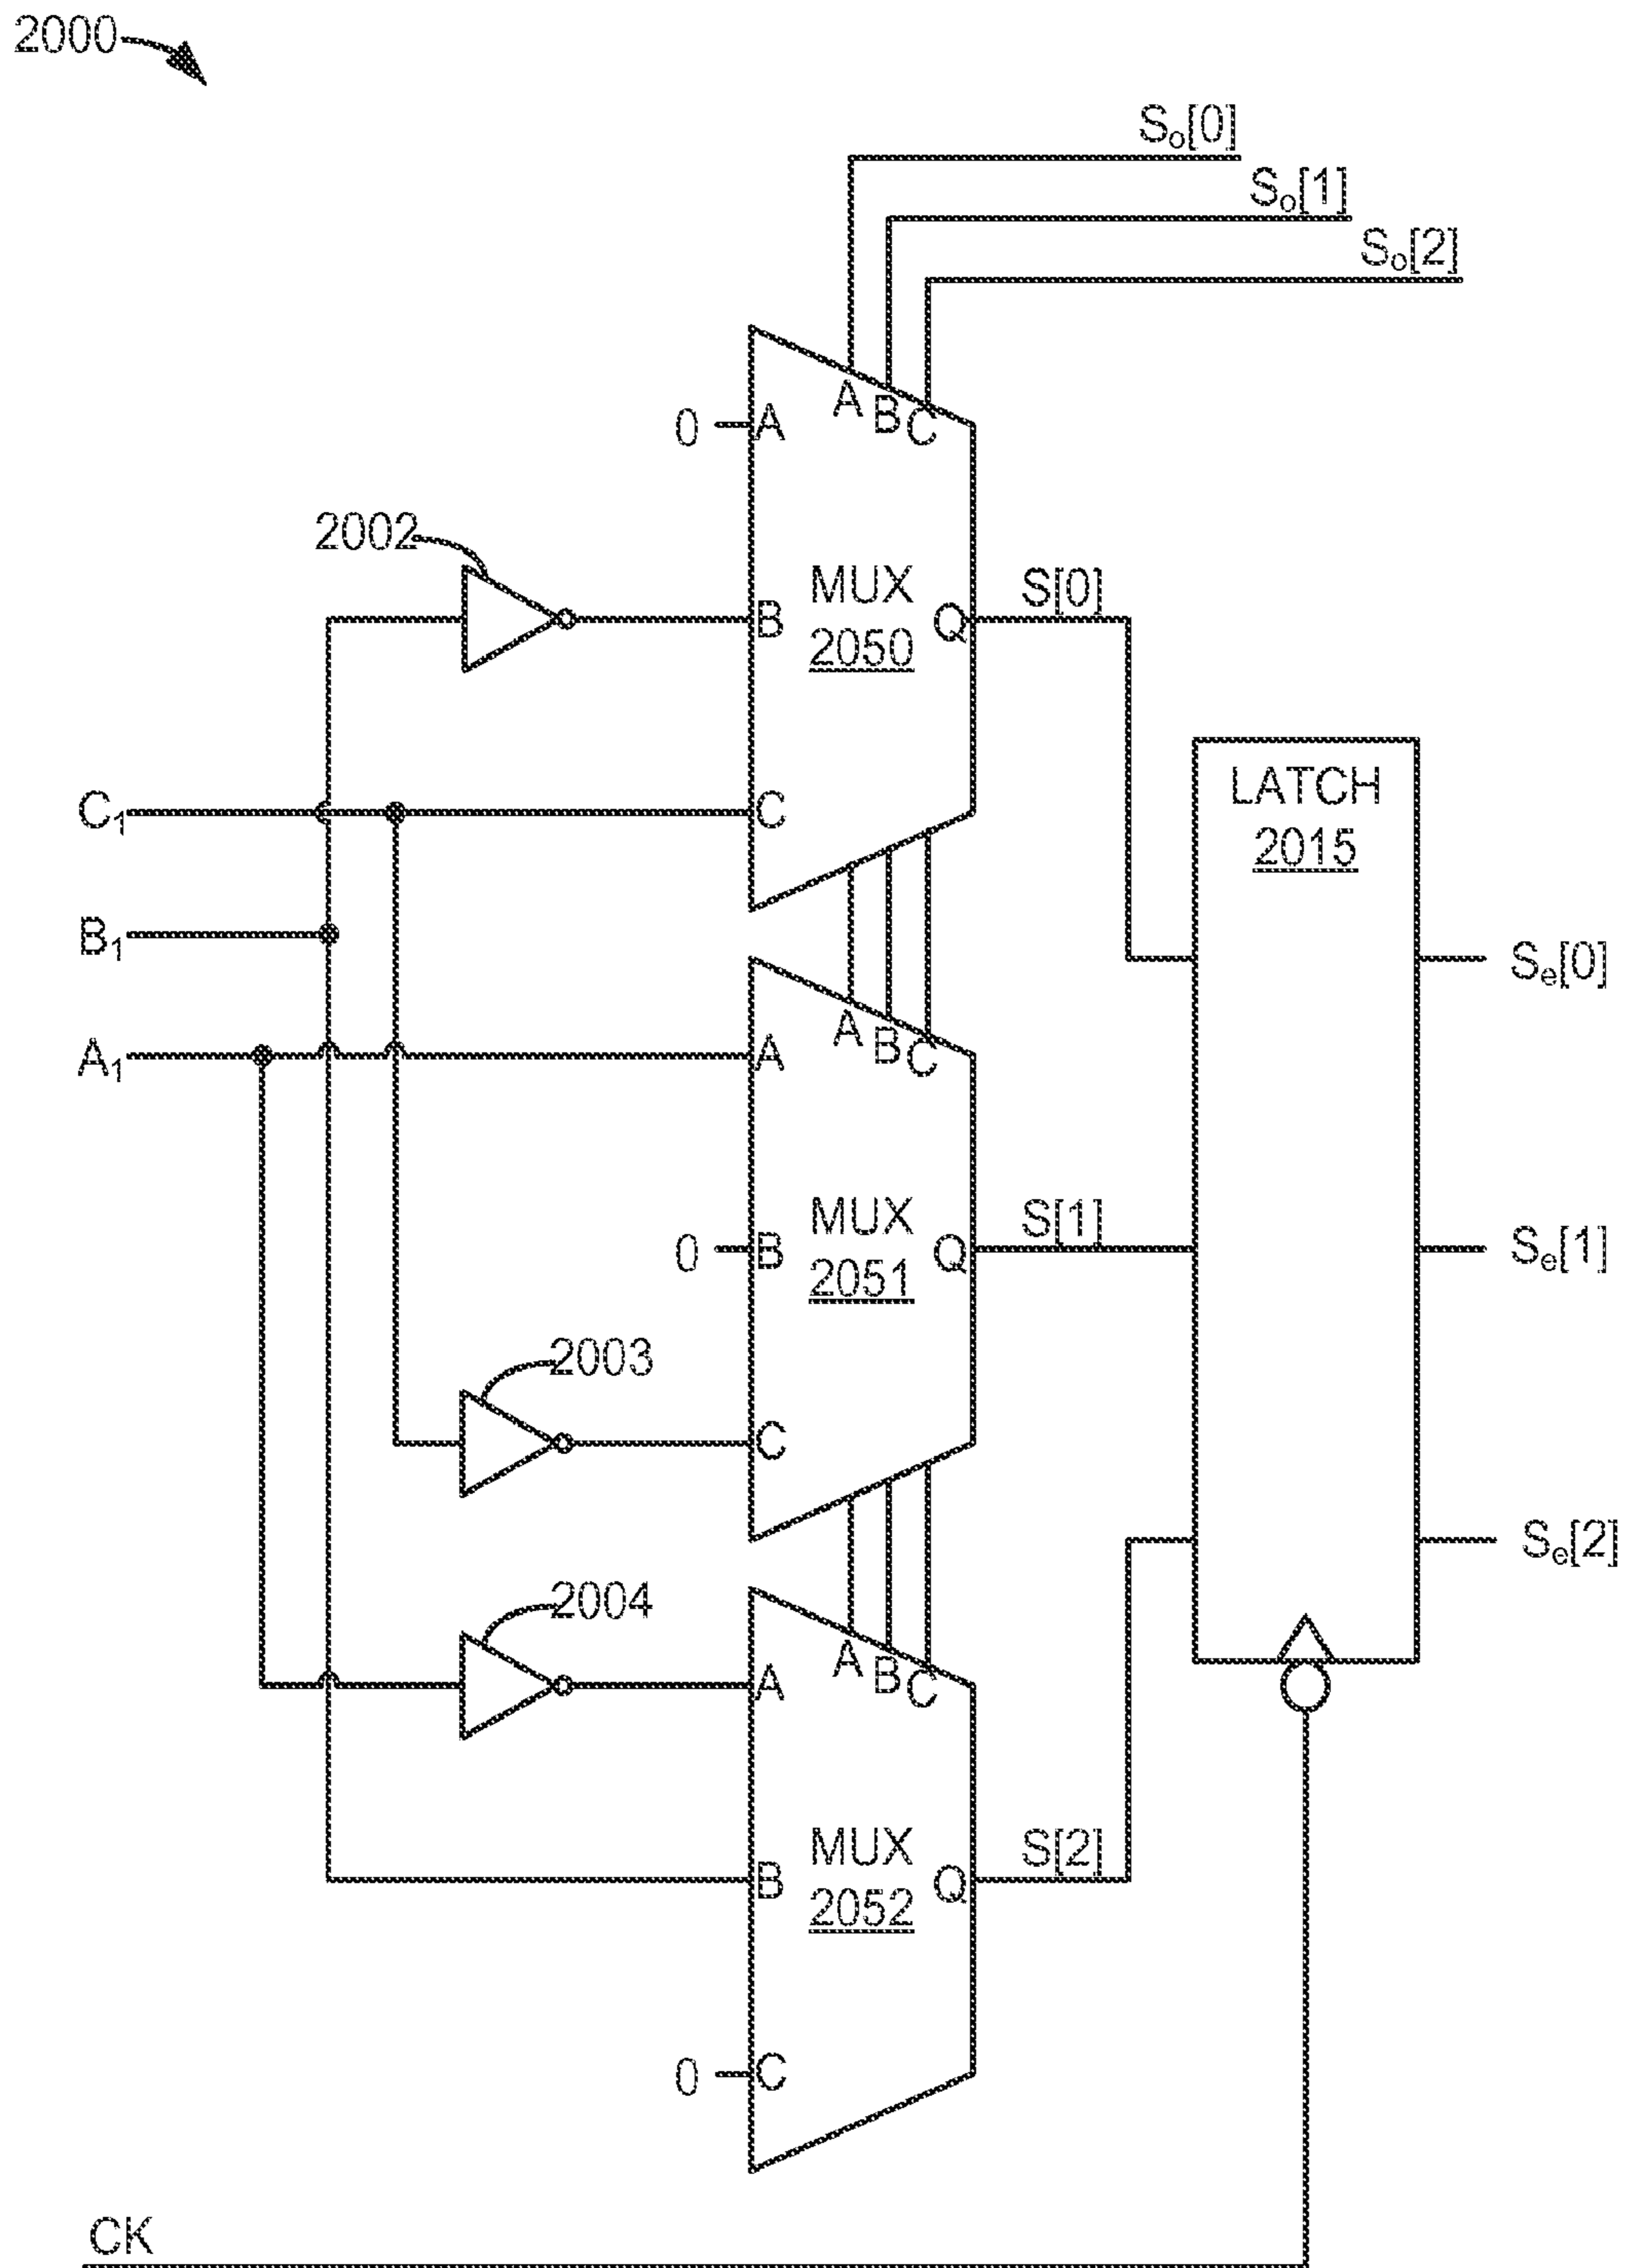 2000
So[0]
So[1]
So[2]
A B C
0 A
2002
B MUX 2050 Q S[0]
C1 C
LATCH
2015
B1
Se[0]
A B C
A1 A
0 B MUX 2051 Q S[1] Se[1]
2003
C
Se[2]
2004
A B C
A
B MUX 2052 Q S[2]
0 C
CK